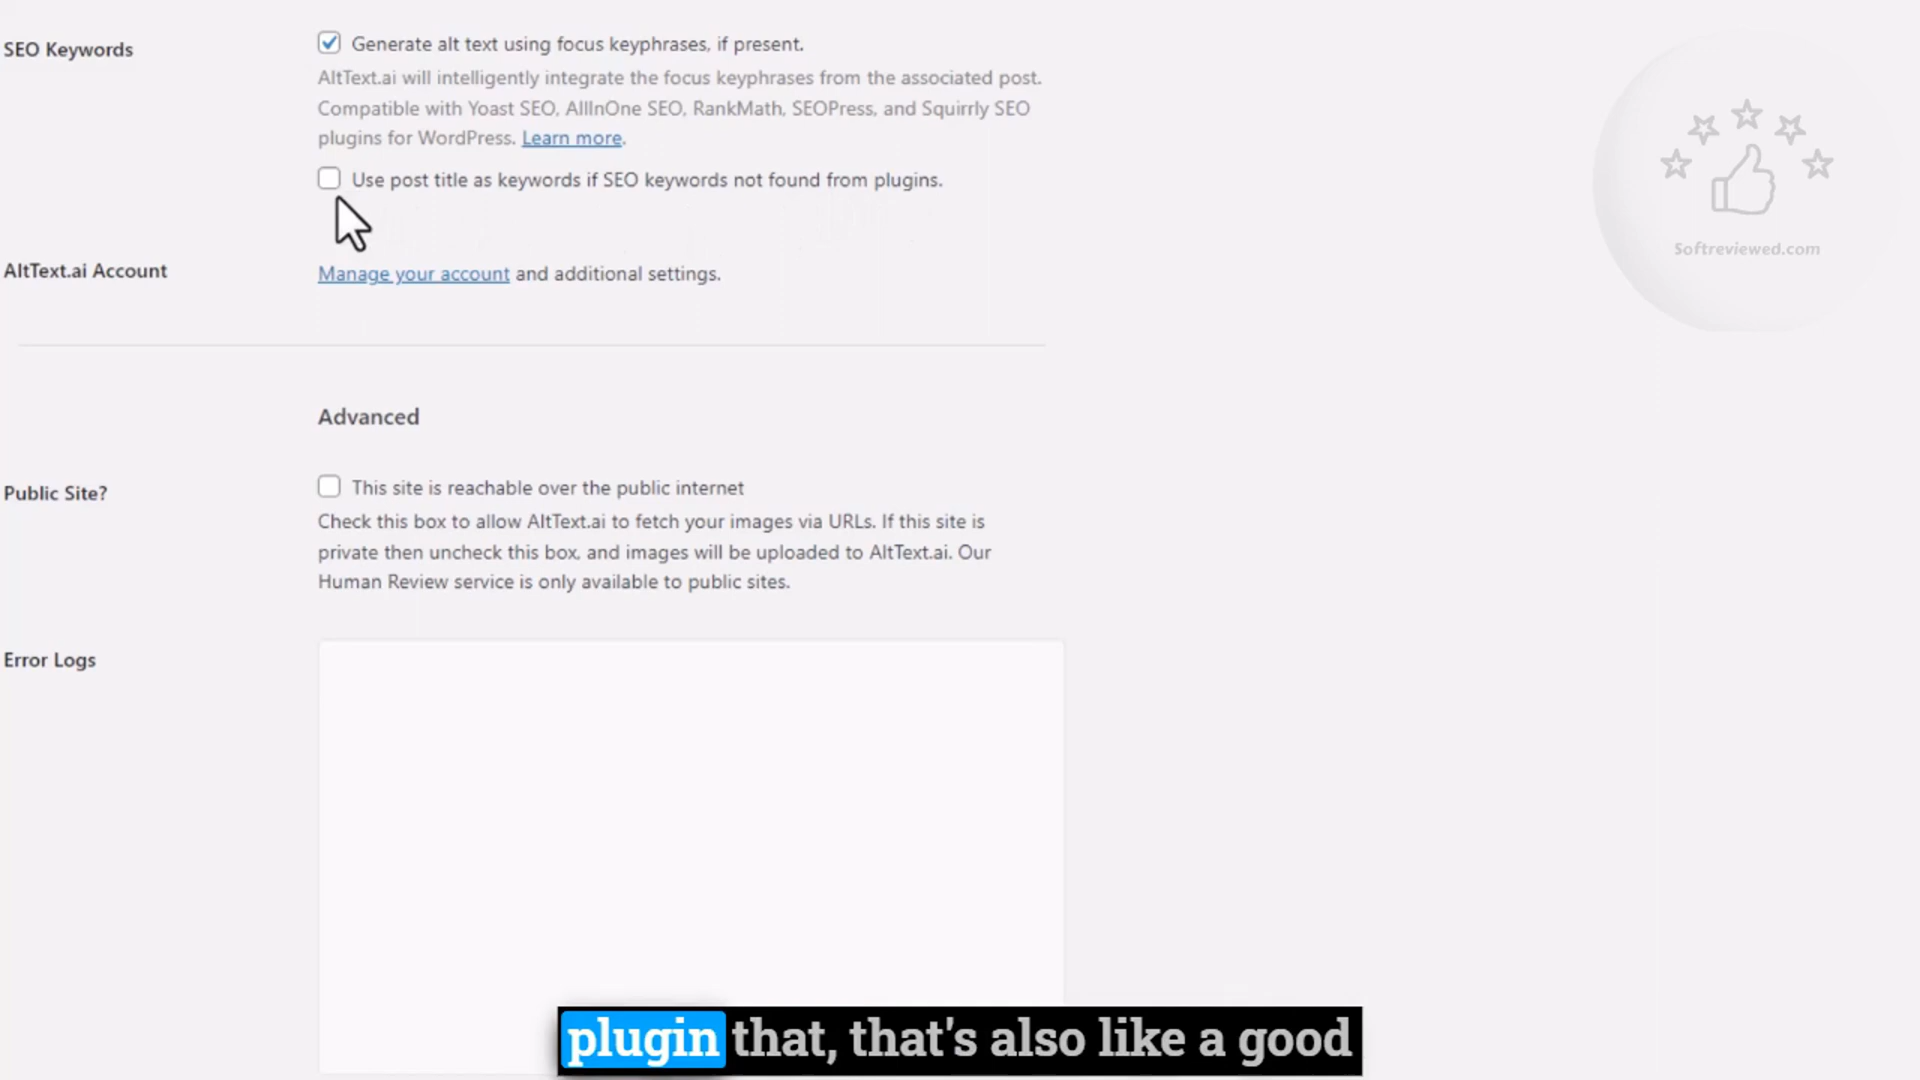 SEO Keywords
Generate alt text using focus keyphrases, if present.
AltText.ai will intelligently integrate the focus keyphrases from the associated post.
Compatible with Yoast SEO, AllInOne SEO, RankMath, SEOPress, and Squirrly SEO
plugins for WordPress. Learn more.
Use post title as keywords if SEO keywords not found from plugins.
Softreviewed.com
AltText.ai Account
Manage your account and additional settings.
Advanced
Public Site?
This site is reachable over the public internet
Check this box to allow AltText.ai to fetch your images via URLs. If this site is
private then uncheck this box, and images will be uploaded to AltText.ai. Our
Human Review service is only available to public sites.
Error Logs
plugin that, that's also like a good